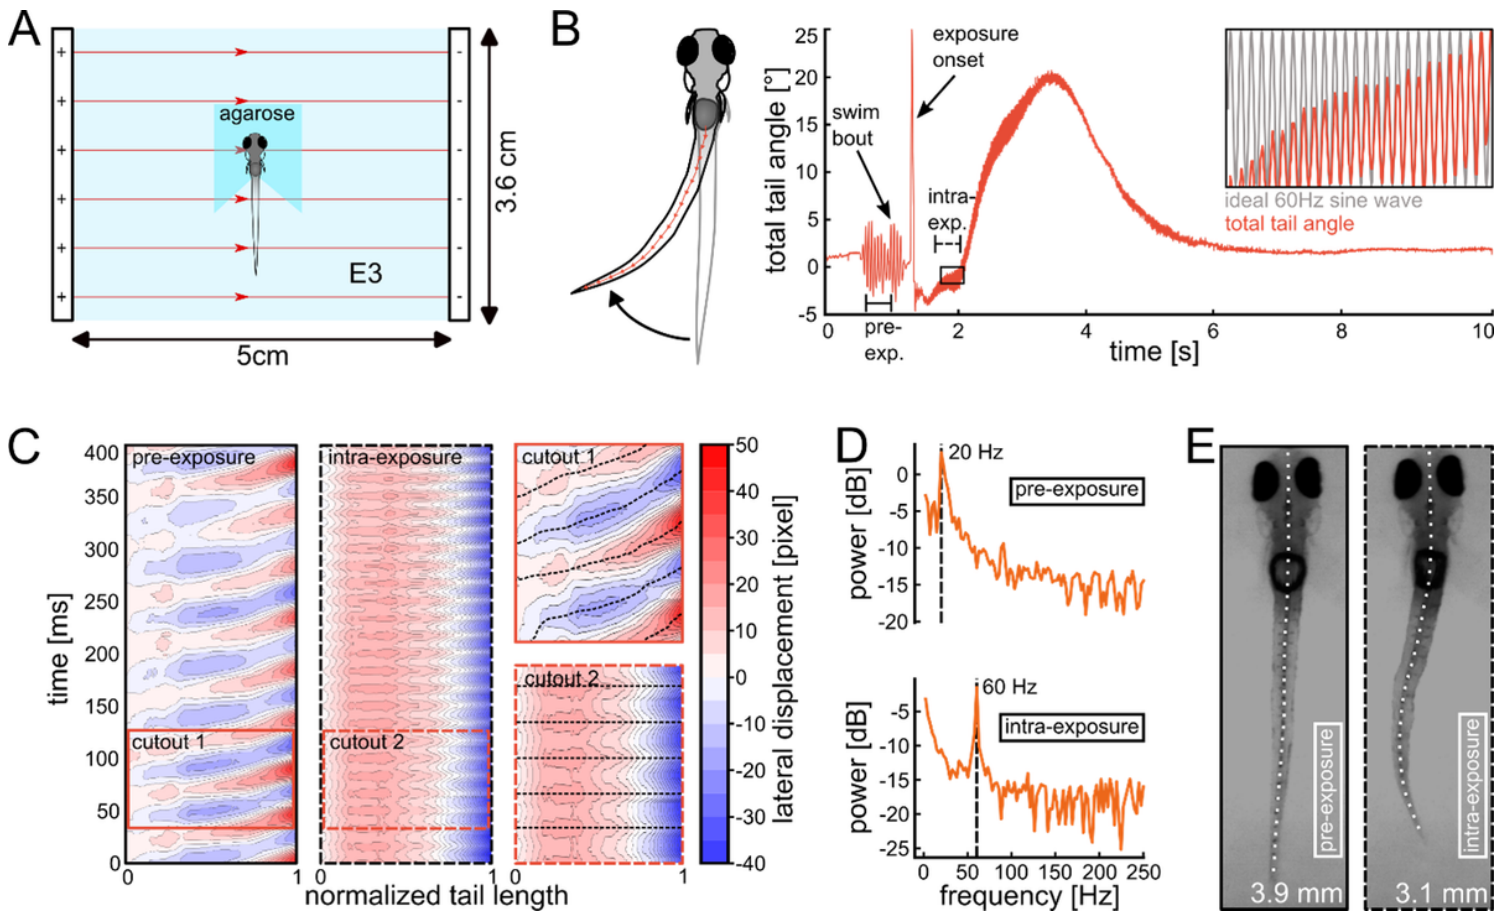 A
+
+
+
+
+
+
-
-
-
-
-
-
agarose
E3
3.6 cm
5cm
B
total tail angle [°]
25
20
15
10
5
0
-5
exposure
onset
swim
bout
intra-
exp.
pre-
exp.
0
2
4
6
8
10
time [s]
ideal 60Hz sine wave
total tail angle
C
time [ms]
400
350
300
250
200
150
100
50
0
pre-exposure
cutout 1
intra-exposure
cutout 2
cutout 1
cutout 2
0
1
0
1
0
1
normalized tail length
50
40
30
20
10
0
-10
-20
-30
-40
lateral displacement [pixel]
D
power [dB]
0
-5
-10
-15
-20
20 Hz
pre-exposure
power [dB]
-5
-10
-15
-20
-25
60 Hz
intra-exposure
0
50
100
150
200
250
frequency [Hz]
E
pre-exposure
3.9 mm
intra-exposure
3.1 mm